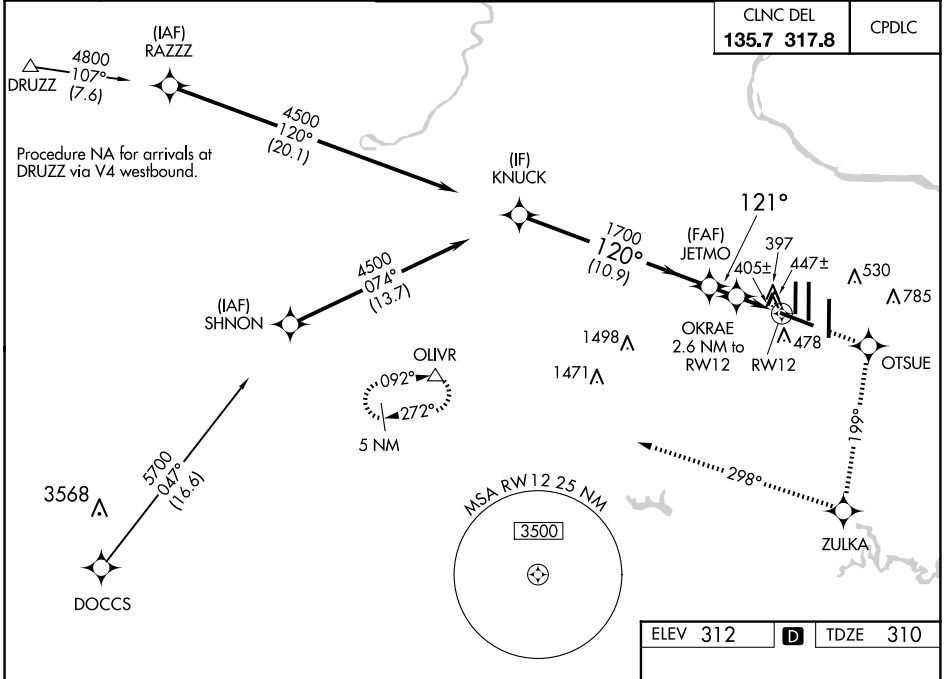 CLNC DEL
135.7 317.8
CPDLC
(IAF)
RAZZZ
DRUZZ
4800
107°
(7.6)
4500
120°
(20.1)
Procedure NA for arrivals at
DRUZZ via V4 westbound.
(IF)
KNUCK
121°
1700
120°
(10.9)
(FAF)
JETMO
397
405±
447±
530
785
4500
074°
(13.7)
(IAF)
SHNON
OKRAE
2.6 NM to
RW12
RW12
478
OTSUE
1498
1471
OLIVR
092°
272°
5 NM
199°
298°
ZULKA
5700
047°
(16.6)
3568
DOCCS
MSA RW12 25 NM
3500
ELEV 312
D
TDZE 310